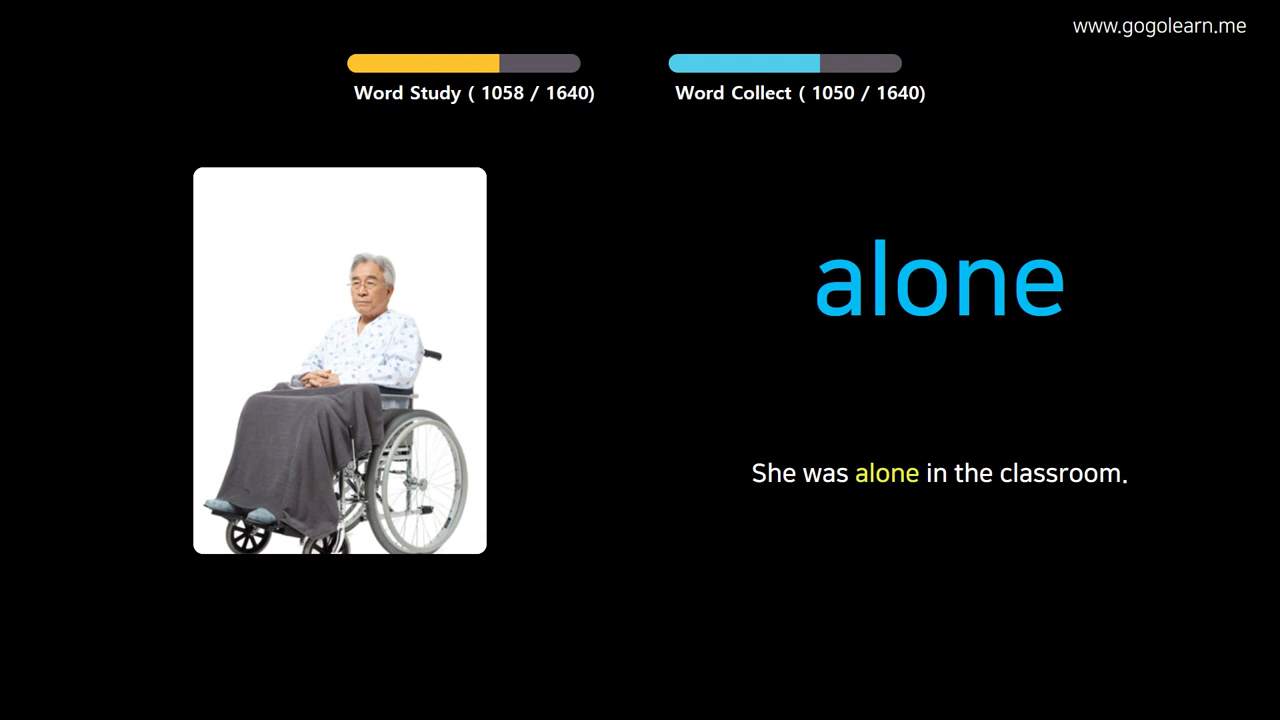 www.gogolearn.me
Word Study ( 1058 / 1640)
Word Collect ( 1050 / 1640)
alone
She was alone in the classroom.